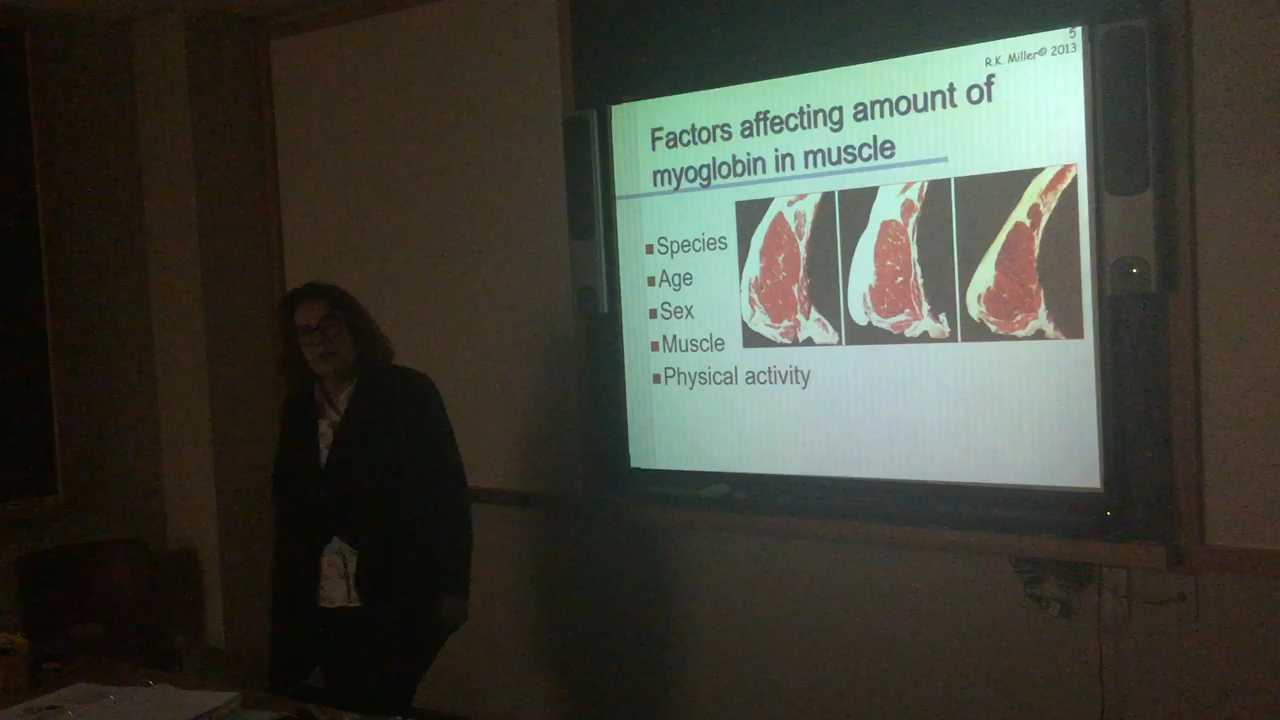 5
R.K. Miller© 2013
Factors affecting amount of
myoglobin in muscle
Species
Age
Sex
Muscle
Physical activity